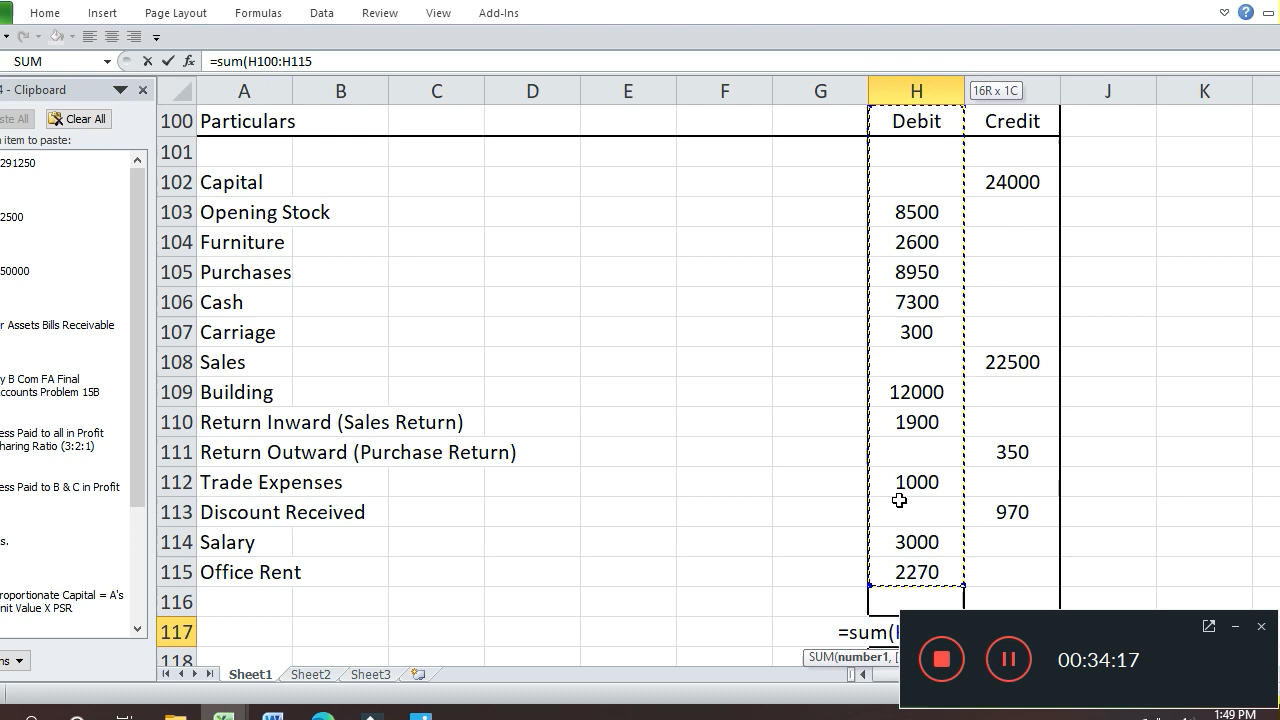 Home Insert Page Layout Formulas Data Review View Add-Ins
SUM =sum(H100:H115
- Clipboard
Clear All
item to paste:
291250
2500
50000
Assets Bills Receivable
B Com FA Final
Problem 15B
Paid to all in Profit
Ratio (3:2:1)
Paid to B & C in Profit
Capital = A's
Value X PSR
A B C D E F G H 16R x 1C J K
100 Particulars Debit Credit
101
102 Capital 24000
103 Opening Stock 8500
104 Furniture 2600
105 Purchases 8950
106 Cash 7300
107 Carriage 300
108 Sales 22500
109 Building 12000
110 Return Inward (Sales Return) 1900
111 Return Outward (Purchase Return) 350
112 Trade Expenses 1000
113 Discount Received 970
114 Salary 3000
115 Office Rent 2270
116
117 =sum(
118
SUM(number1, [
00:34:17
Sheet1 Sheet2 Sheet3
1:49 PM